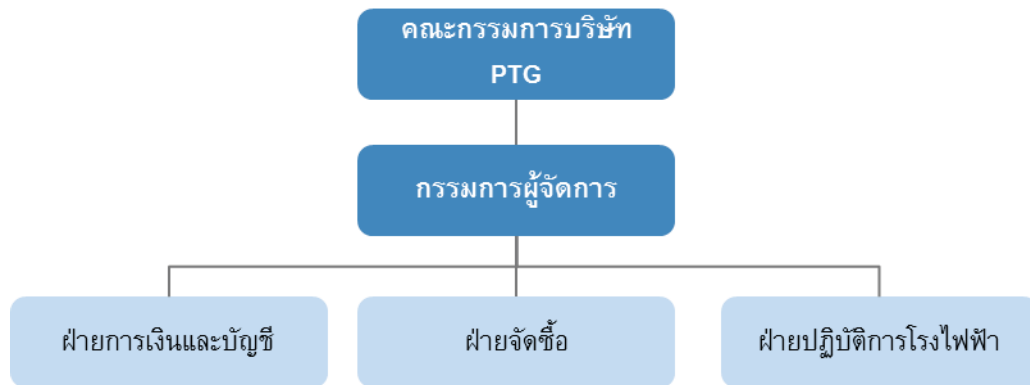 คณะกรรมการบริษัท
PTG
กรรมการผู้จัดการ
ฝ่ายการเงินและบัญชี
ฝ่ายจัดซื้อ
ฝ่ายปฏิบัติการโรงไฟฟ้า